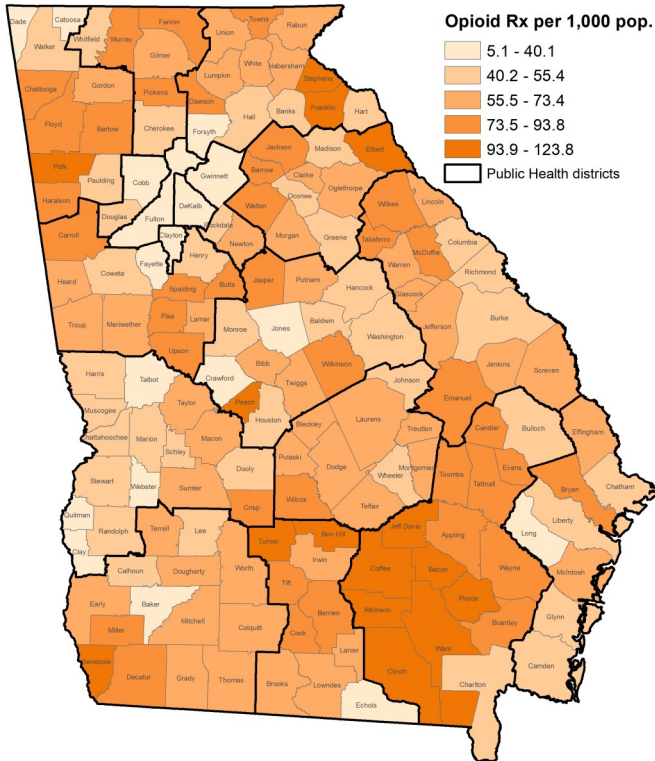 Opioid Rx per 1,000 pop.
5.1 - 40.1
40.2 - 55.4
55.5 - 73.4
73.5 - 93.8
93.9 - 123.8
Public Health districts
Dade
Catoosa
Walker
Whitfield
Murray
Fannin
Gilmer
Union
Towns
Rabun
White
Habersham
Lumpkin
Stephens
Chattooga
Gordon
Pickens
Dawson
Hall
Banks
Franklin
Hart
Floyd
Bartow
Cherokee
Forsyth
Jackson
Madison
Elbert
Polk
Paulding
Cobb
Gwinnett
Barrow
Clarke
Oconee
Oglethorpe
Wilkes
Lincoln
Haralson
Douglas
Fulton
DeKalb
Clayton
Rockdale
Walton
Newton
Morgan
Greene
Taliaferro
McDuffie
Columbia
Carroll
Coweta
Fayette
Henry
Heard
Spalding
Butts
Jasper
Putnam
Hancock
Warren
Glascock
Richmond
Troup
Meriwether
Pike
Lamar
Upson
Monroe
Jones
Baldwin
Washington
Jefferson
Burke
Jenkins
Screven
Harris
Talbot
Crawford
Bibb
Twiggs
Wilkinson
Johnson
Emanuel
Muscogee
Taylor
Peach
Houston
Chattahoochee
Marion
Macon
Schley
Bleckley
Laurens
Treutlen
Candler
Bulloch
Effingham
Stewart
Webster
Sumter
Dooly
Pulaski
Dodge
Wheeler
Montgomery
Toombs
Tattnall
Evans
Bryan
Chatham
Quitman
Randolph
Clay
Terrell
Lee
Crisp
Wilcox
Telfair
Long
Liberty
Calhoun
Dougherty
Worth
Turner
Ben Hill
Irwin
Jeff Davis
Appling
Wayne
McIntosh
Early
Baker
Mitchell
Colquitt
Tift
Coffee
Bacon
Pierce
Brantley
Glynn
Miller
Cook
Berrien
Atkinson
Ware
Seminole
Decatur
Grady
Thomas
Brooks
Lowndes
Lanier
Clinch
Echols
Charlton
Camden